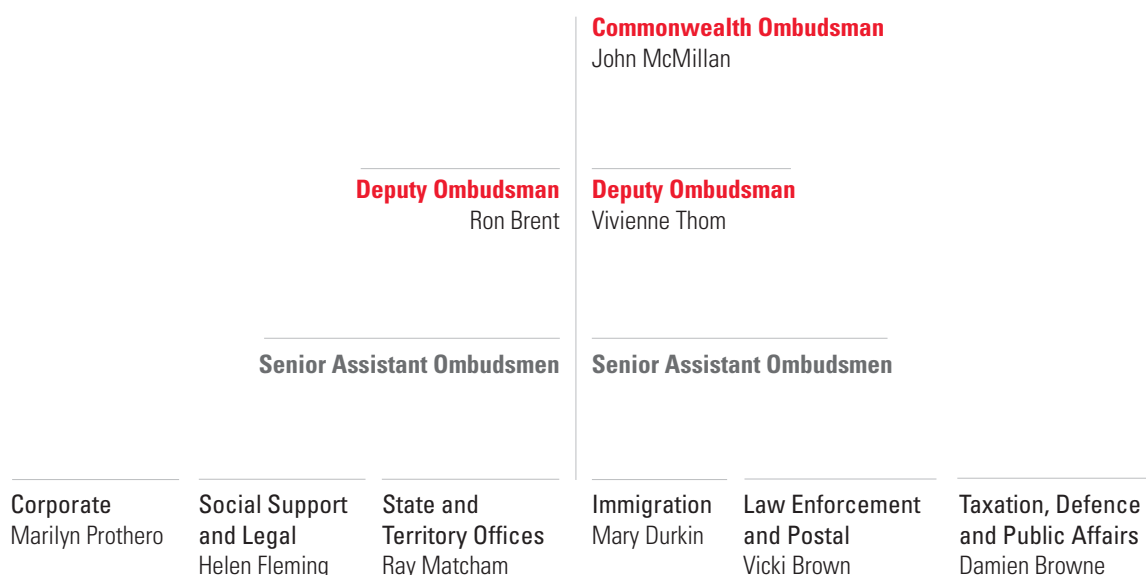 Commonwealth Ombudsman
John McMillan
Deputy Ombudsman
Ron Brent
Deputy Ombudsman
Vivienne Thom
Senior Assistant Ombudsmen
Senior Assistant Ombudsmen
Corporate
Marilyn Prothero
Social Support
and Legal
Helen Fleming
State and
Territory Offices
Ray Matcham
Immigration
Mary Durkin
Law Enforcement
and Postal
Vicki Brown
Taxation, Defence
and Public Affairs
Damien Browne